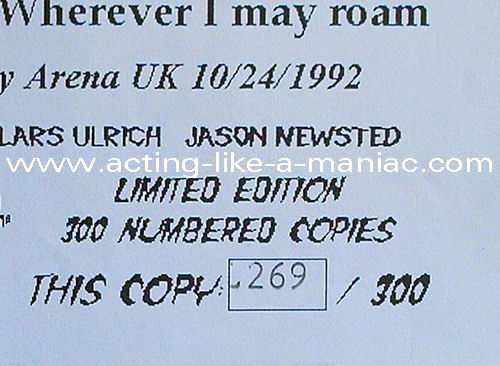 Wherever I may roam
y Arena UK 10/24/1992
LARS ULRICH JASON NEWSTED
www.acting-like-a-maniac.com
LIMITED EDITION
300 NUMBERED COPIES
THIS COPY: 269 / 300